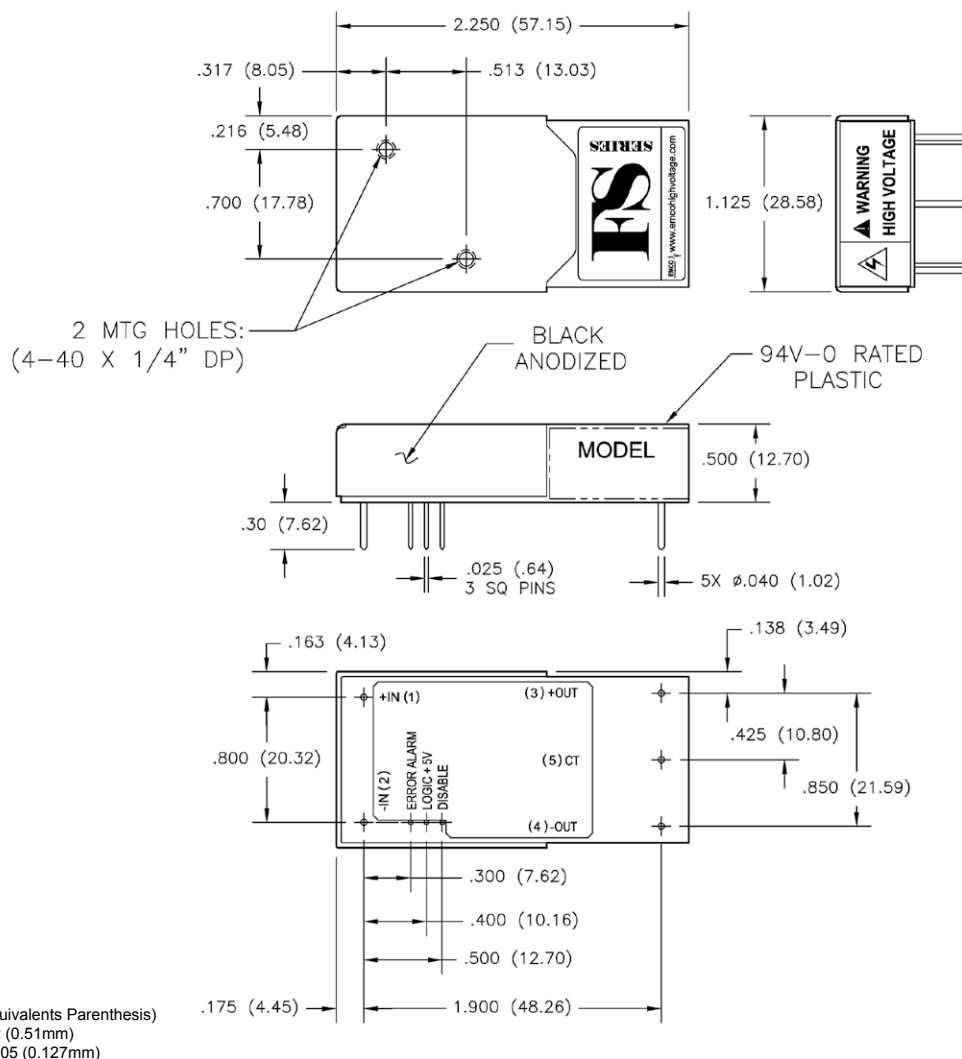 2.250 (57.15)
.317 (8.05)
.513 (13.03)
.216 (5.48)
.700 (17.78)
FS
SERIES
EMCO
www.emcohighvoltage.com
1.125 (28.58)
WARNING
HIGH VOLTAGE
2 MTG HOLES:
(4-40 X 1/4” DP)
BLACK
ANODIZED
94V-0 RATED
PLASTIC
MODEL
.500 (12.70)
.30 (7.62)
.025 (.64)
3 SQ PINS
5X ø.040 (1.02)
.163 (4.13)
.138 (3.49)
+IN (1)
(3) +OUT
.425 (10.80)
.800 (20.32)
-IN (2)
ERROR ALARM
LOGIC + 5V
DISABLE
(5) CT
.850 (21.59)
(4) -OUT
.300 (7.62)
.400 (10.16)
.500 (12.70)
.175 (4.45)
1.900 (48.26)
Parenthesis)
(0.51mm)
05 (0.127mm)